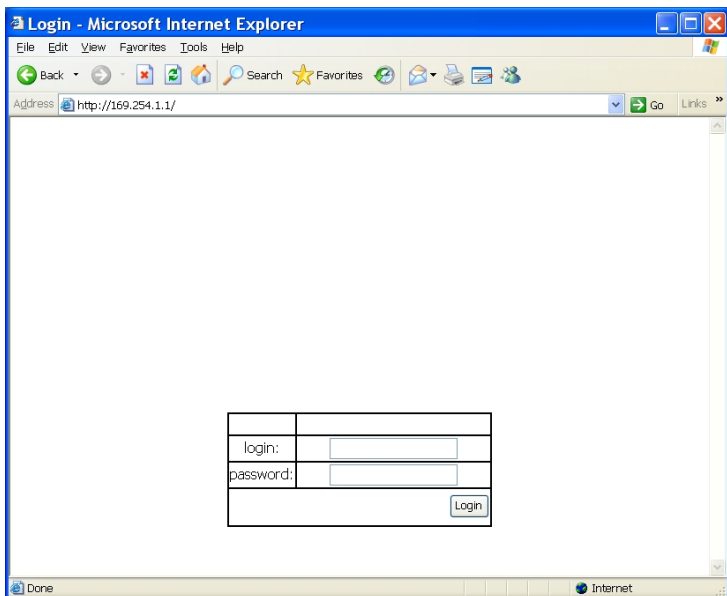 Login - Microsoft Internet Explorer
File Edit View Favorites Tools Help
Back Search Favorites
Address http://169.254.1.1/ Go Links »
login:
password:
Login
Done Internet